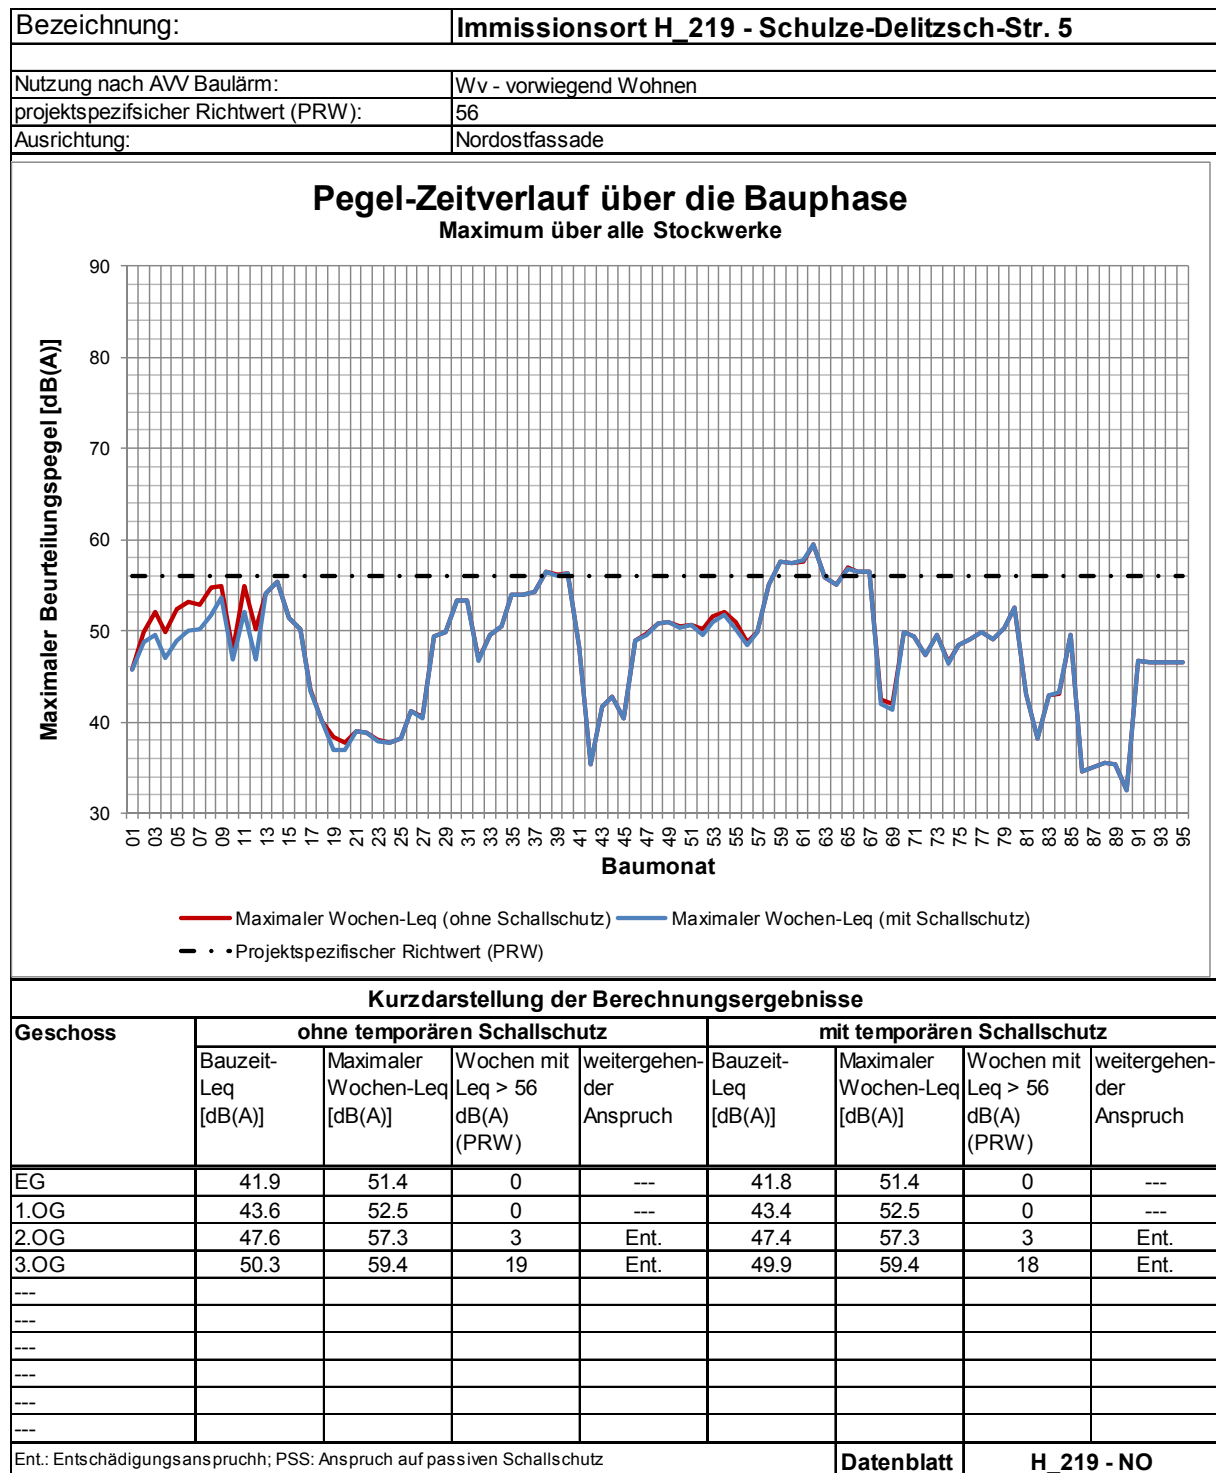 Bezeichnung: Immissionsort H_219 - Schulze-Delitzsch-Str. 5
Nutzung nach AVV Baulärm: Wv - vorwiegend Wohnen
projektspezifsicher Richtwert (PRW): 56
Ausrichtung: Nordostfassade
Pegel-Zeitverlauf über die Bauphase
Maximum über alle Stockwerke
Maximaler Beurteilungspegel [dB(A)]
90
80
70
60
50
40
30
01 03 05 07 09 11 13 15 17 19 21 23 25 27 29 31 33 35 37 39 41 43 45 47 49 51 53 55 57 59 61 63 65 67 69 71 73 75 77 79 81 83 85 87 89 91 93 95
Baumonat
Maximaler Wochen-Leq (ohne Schallschutz) Maximaler Wochen-Leq (mit Schallschutz)
Projektspezifischer Richtwert (PRW)
Kurzdarstellung der Berechnungsergebnisse
Geschoss ohne temporären Schallschutz mit temporären Schallschutz
Bauzeit- Maximaler Wochen mit weitergehen- Bauzeit- Maximaler Wochen mit weitergehen-
Leq Wochen-Leq Leq > 56 der Leq Wochen-Leq Leq > 56 der
[dB(A)] [dB(A)] dB(A) Anspruch [dB(A)] [dB(A)] dB(A) Anspruch
(PRW) (PRW)
EG 41.9 51.4 0 --- 41.8 51.4 0 ---
1.OG 43.6 52.5 0 --- 43.4 52.5 0 ---
2.OG 47.6 57.3 3 Ent. 47.4 57.3 3 Ent.
3.OG 50.3 59.4 19 Ent. 49.9 59.4 18 Ent.
---
---
---
---
---
---
Ent.: Entschädigungsanspruchh; PSS: Anspruch auf passiven Schallschutz Datenblatt H_219 - NO